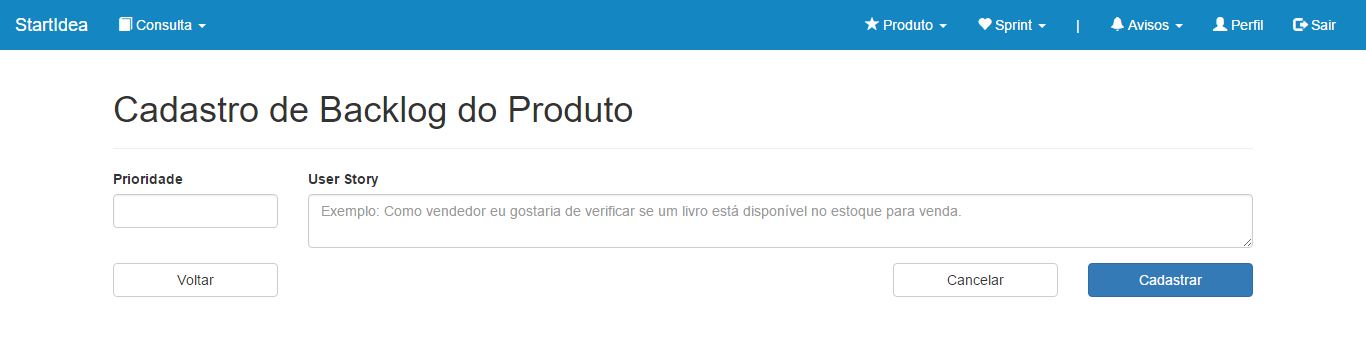 StartIdea Consulta Produto Sprint | Avisos Perfil Sair
Cadastro de Backlog do Produto
Prioridade User Story
Exemplo: Como vendedor eu gostaria de verificar se um livro está disponível no estoque para venda.
Voltar Cancelar Cadastrar